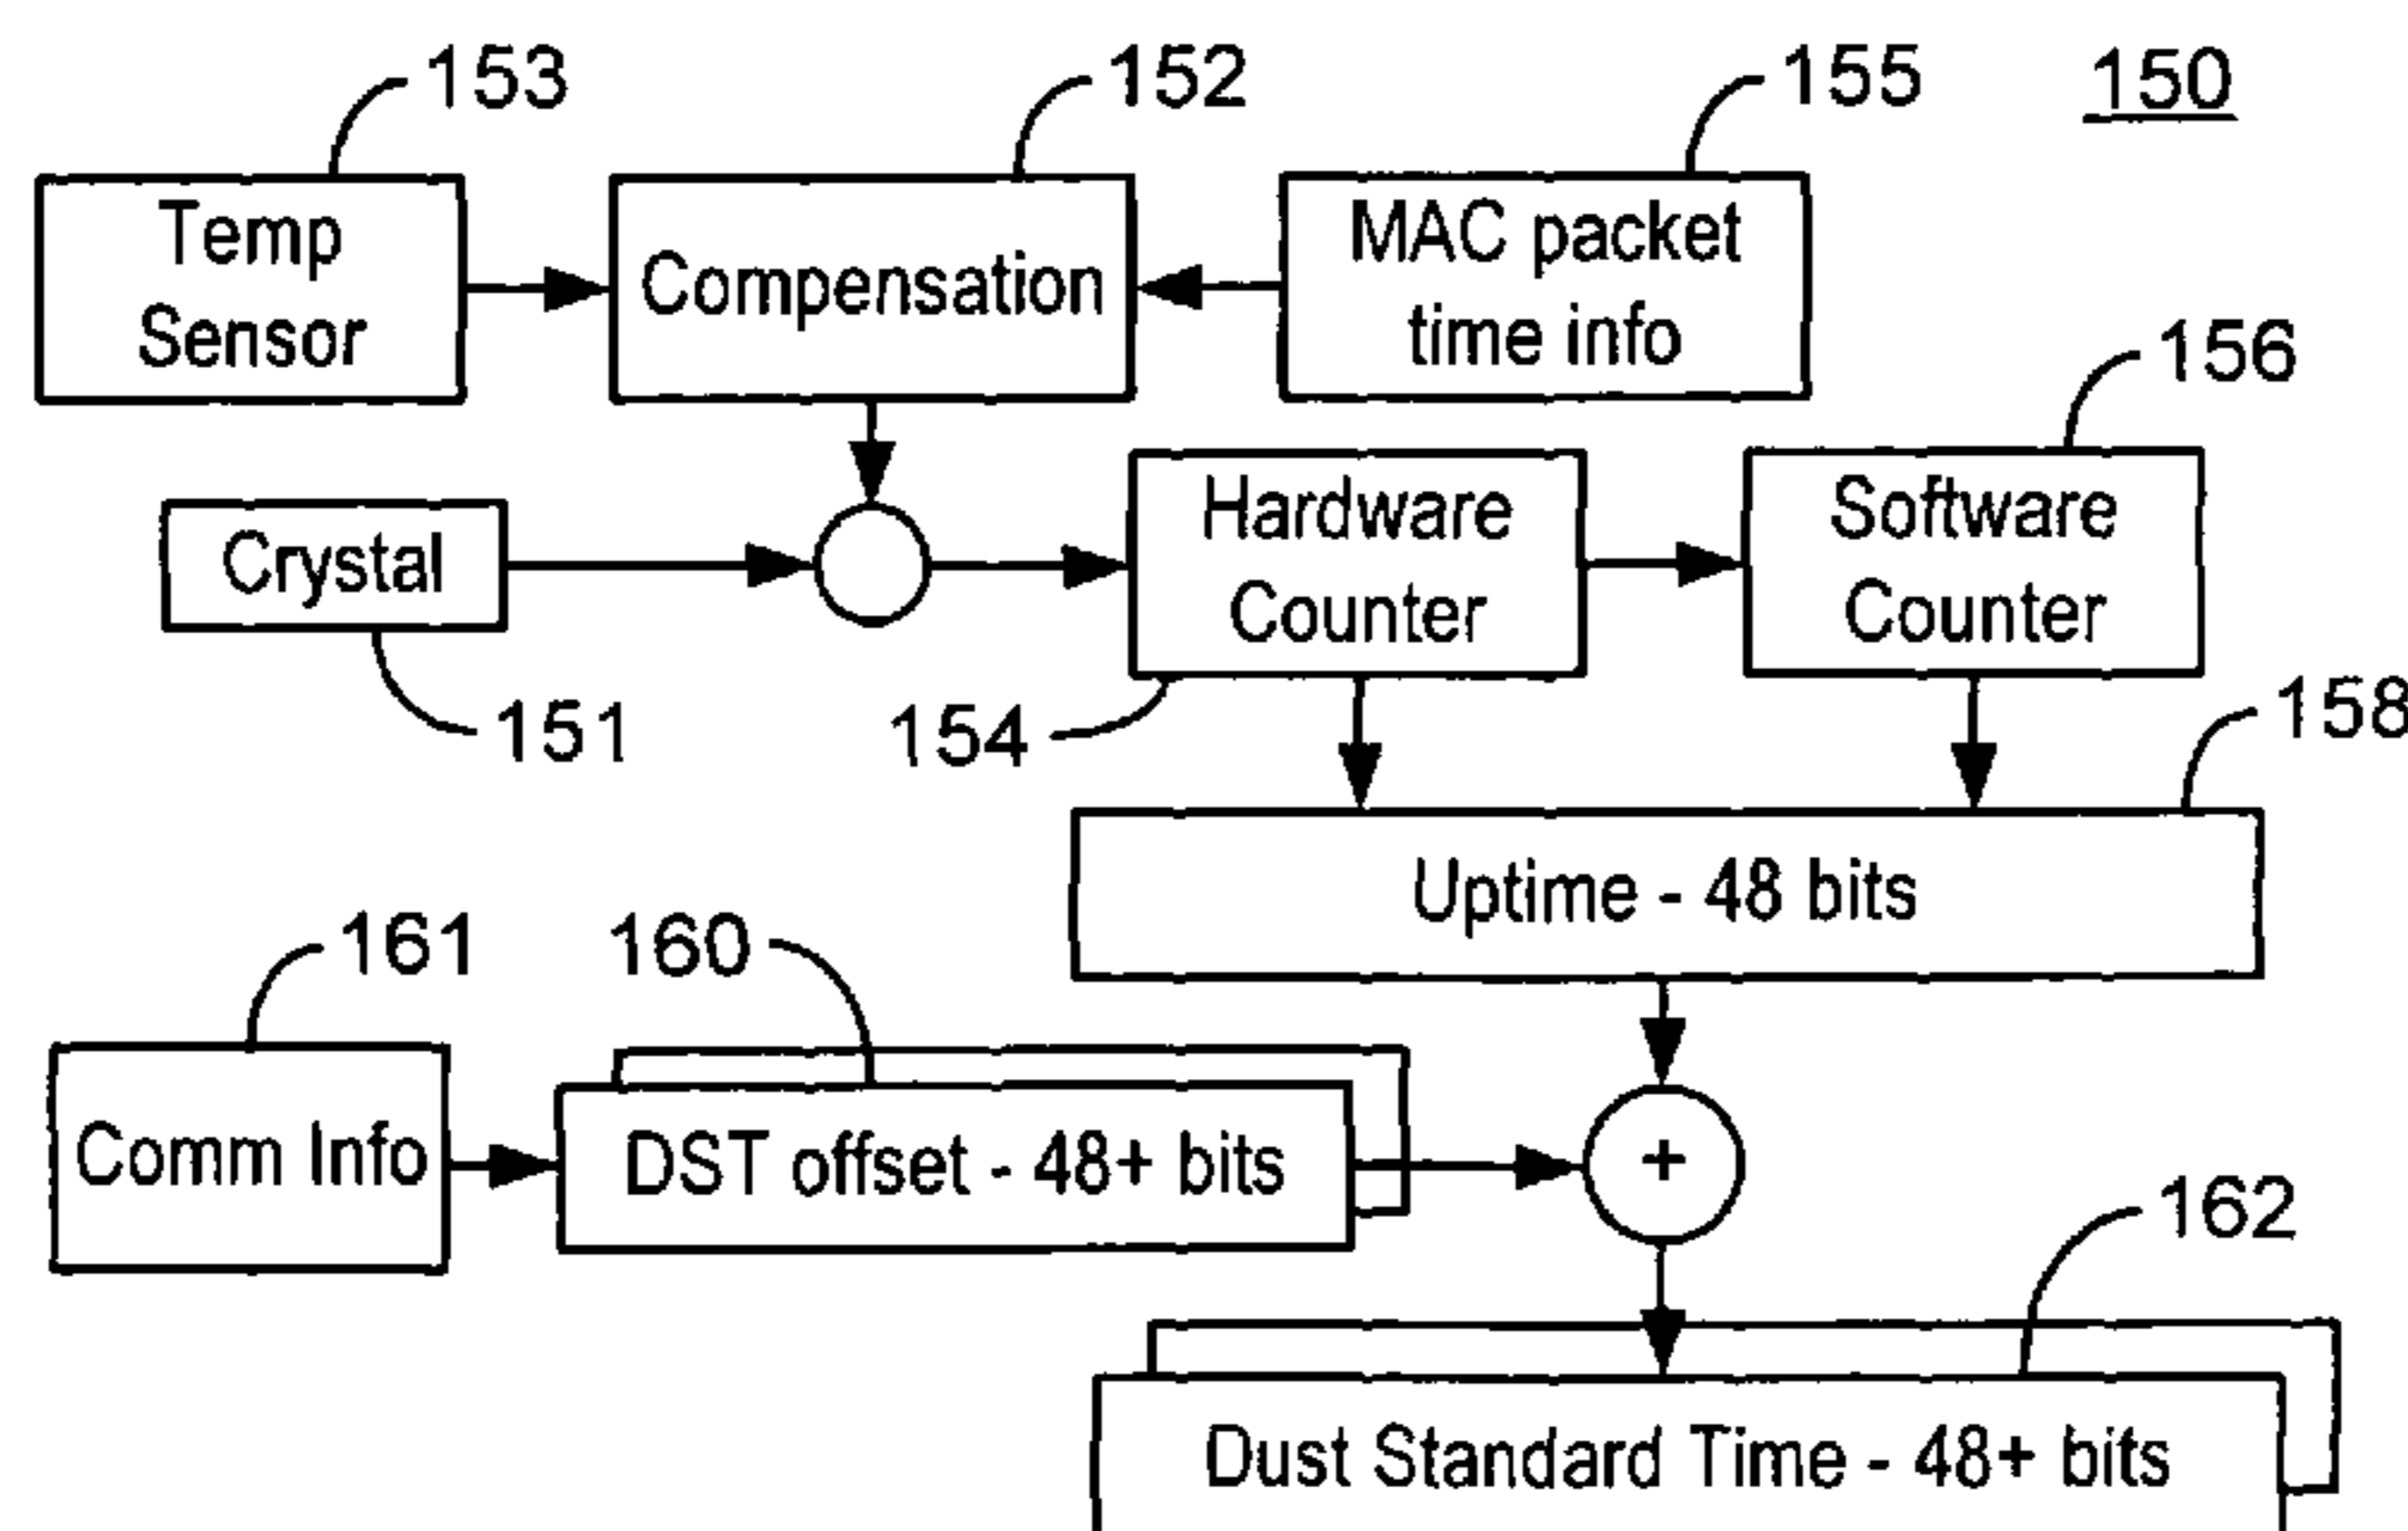 153
152
155
150
Temp
Sensor
Compensation
MAC packet
time info
156
Crystal
Hardware
Counter
Software
Counter
151
154
158
Uptime - 48 bits
161
160
Comm Info
DST offset - 48+ bits
+
162
Dust Standard Time - 48+ bits